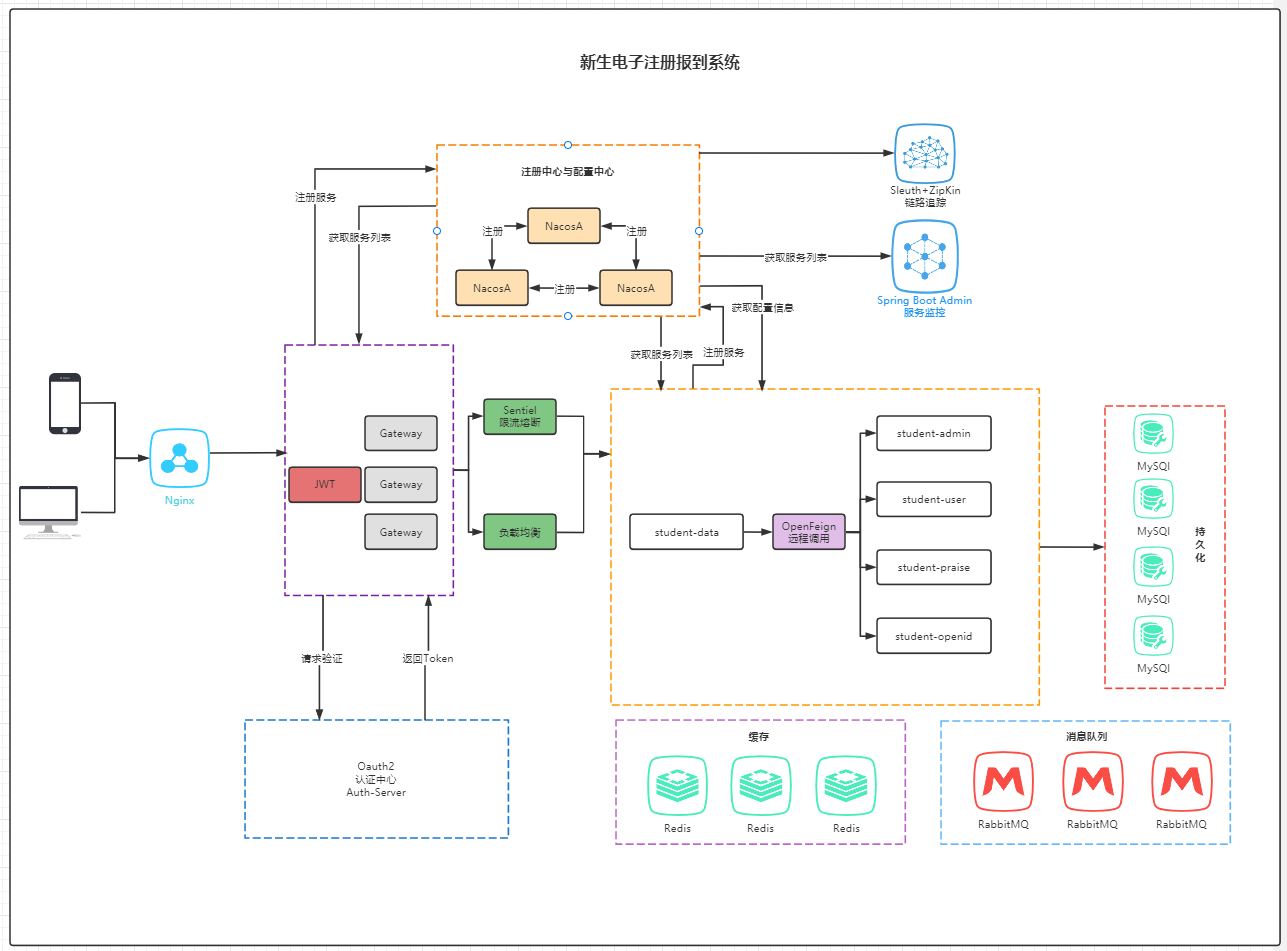 新生电子注册报到系统
Sleuth+ZipKin
链路追踪
注册中心与配置中心
注册服务
获取服务列表
NacosA
注册
注册
NacosA
注册
NacosA
获取服务列表
Spring Boot Admin
服务监控
获取配置信息
获取服务列表
注册服务
Nginx
JWT
Gateway
Gateway
Gateway
Sentiel
限流熔断
负载均衡
student-data
OpenFeign
远程调用
student-admin
student-user
student-praise
student-openid
MySQl
MySQl
MySQl
MySQl
持
久
化
请求验证
返回Token
Oauth2
认证中心
Auth-Server
缓存
Redis
Redis
Redis
消息队列
RabbitMQ
RabbitMQ
RabbitMQ